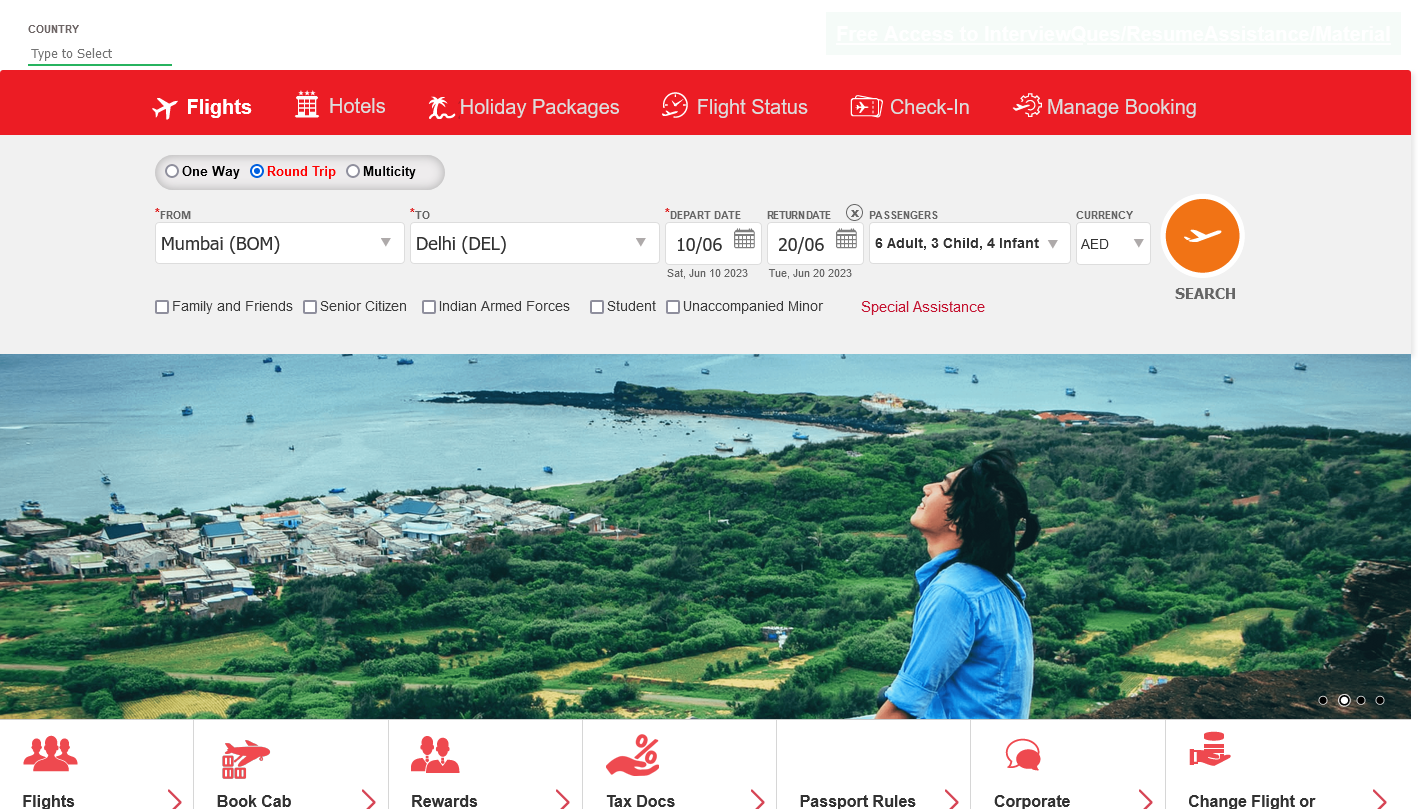 COUNTRY
Type to Select
Free Access to InterviewQues/ResumeAssistance/Material
Flights
Hotels
Holiday Packages
Flight Status
Check-In
Manage Booking
One Way
Round Trip
Multicity
*FROM
*TO
*DEPART DATE
RETURNDATE
X
PASSENGERS
CURRENCY
Mumbai (BOM)
Delhi (DEL)
10/06
20/06
6 Adult, 3 Child, 4 Infant
AED
Sat, Jun 10 2023
Tue, Jun 20 2023
SEARCH
Family and Friends
Senior Citizen
Indian Armed Forces
Student
Unaccompanied Minor
Special Assistance
Flights
Book Cab
Rewards
Tax Docs
Passport Rules
Corporate
Change Flight or